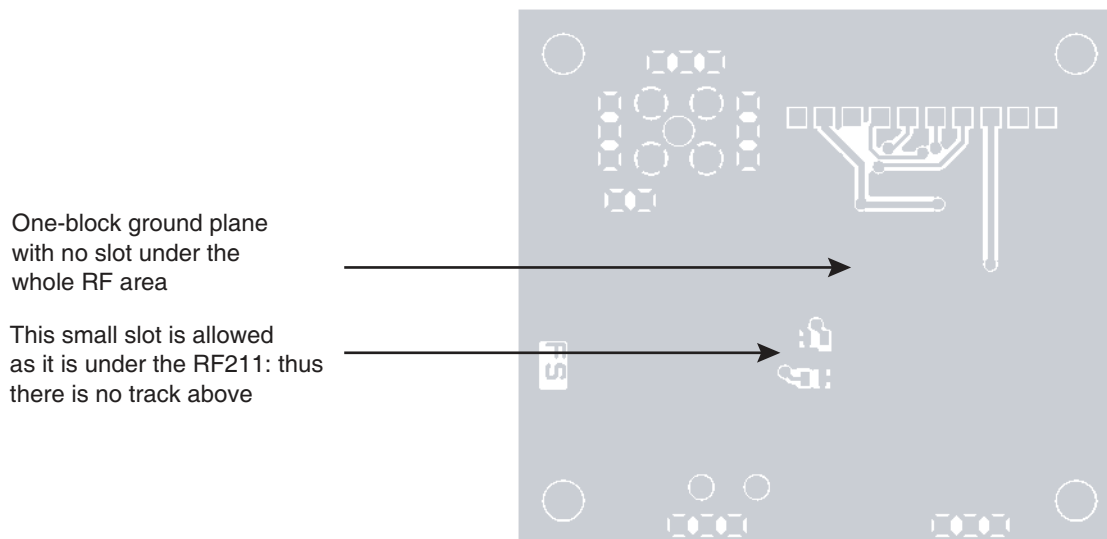 One-block ground plane
with no slot under the
whole RF area
This small slot is allowed
as it is under the RF211: thus
there is no track above
FS